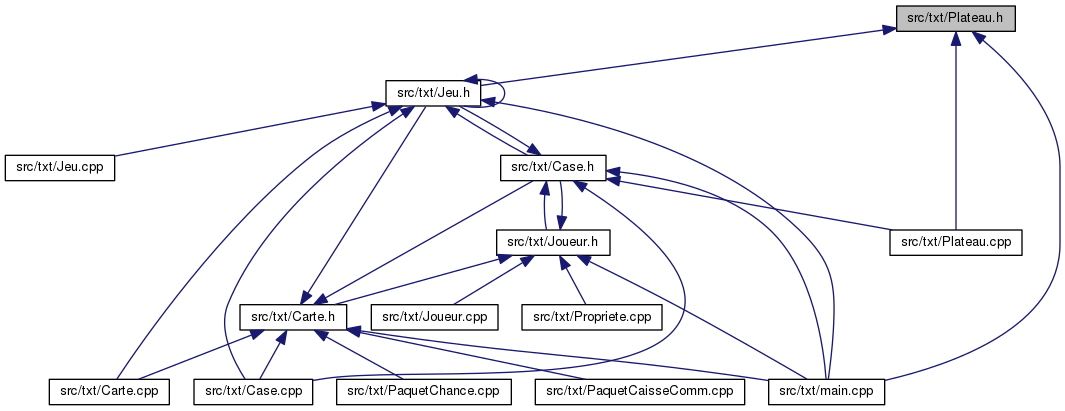 src/txt/Plateau.h
src/txt/Jeu.h
src/txt/Jeu.cpp
src/txt/Case.h
src/txt/Joueur.h
src/txt/Plateau.cpp
src/txt/Carte.h
src/txt/Joueur.cpp
src/txt/Propriete.cpp
src/txt/Carte.cpp
src/txt/Case.cpp
src/txt/PaquetChance.cpp
src/txt/PaquetCaisseComm.cpp
src/txt/main.cpp